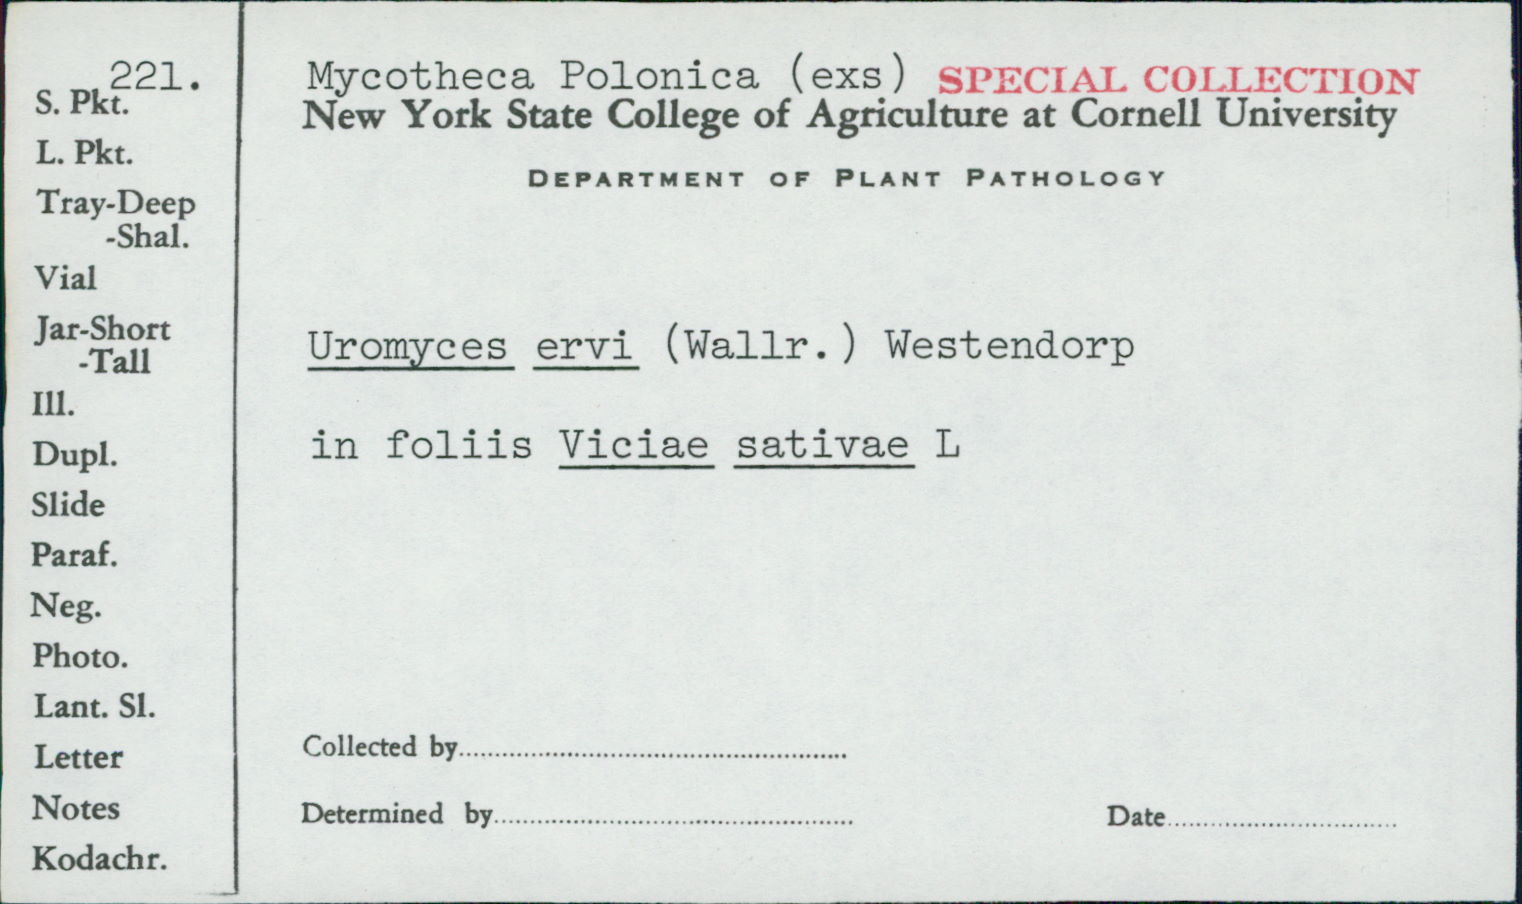 221.
S. Pkt.
L. Pkt.
Tray-Deep
-Shal.
Vial
Jar-Short
-Tall
Ill.
Dupl.
Slide
Paraf.
Neg.
Photo.
Lant. Sl.
Letter
Notes
Kodachr.
Mycotheca Polonica (exs) SPECIAL COLLECTION
New York State College of Agriculture at Cornell University
DEPARTMENT OF PLANT PATHOLOGY
Uromyces ervi (Wallr.) Westendorp
in foliis Viciae sativae L
Collected by
Determined by
Date